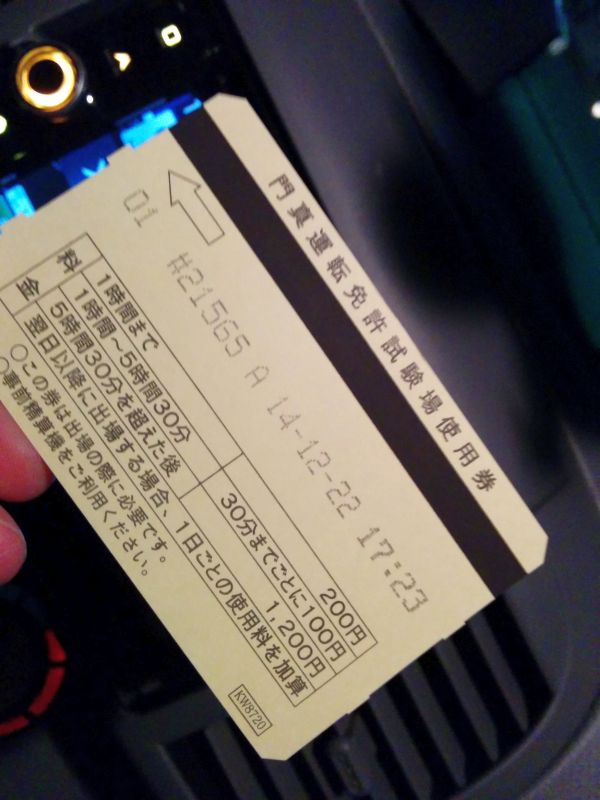 門真運転免許試験場使用券
01 #21565 A 14-12-22 17:23
料金
1時間まで 200円
1時間～5時間30分 30分までごとに100円
5時間30分を超えた後 1,200円
翌日以降に出場する場合、1日ごとの使用料を加算
○この券は出場の際に必要です。
○事前精算機をご利用ください。
KW8720